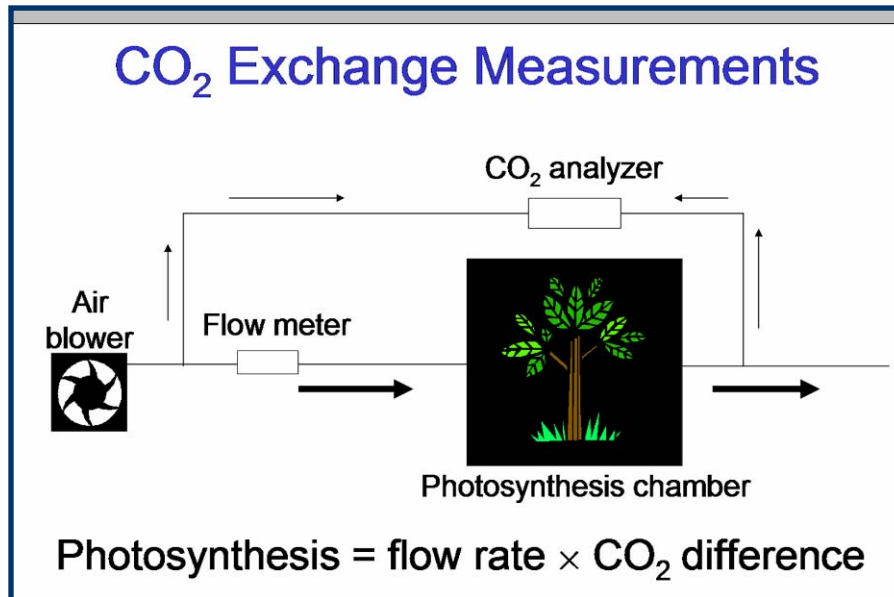 CO₂ Exchange Measurements
CO₂ analyzer
Air
blower
Flow meter
Photosynthesis chamber
Photosynthesis = flow rate × CO₂ difference